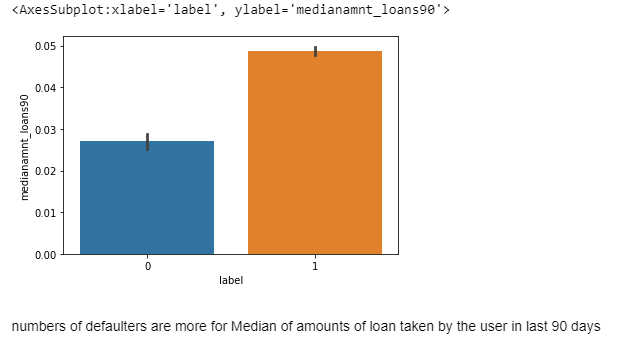 <AxesSubplot:xlabel='label', ylabel='medianamnt_loans90'>
0.05
0.04
0.03
0.02
0.01
0.00
medianamnt_loans90
0 1
label
numbers of defaulters are more for Median of amounts of loan taken by the user in last 90 days